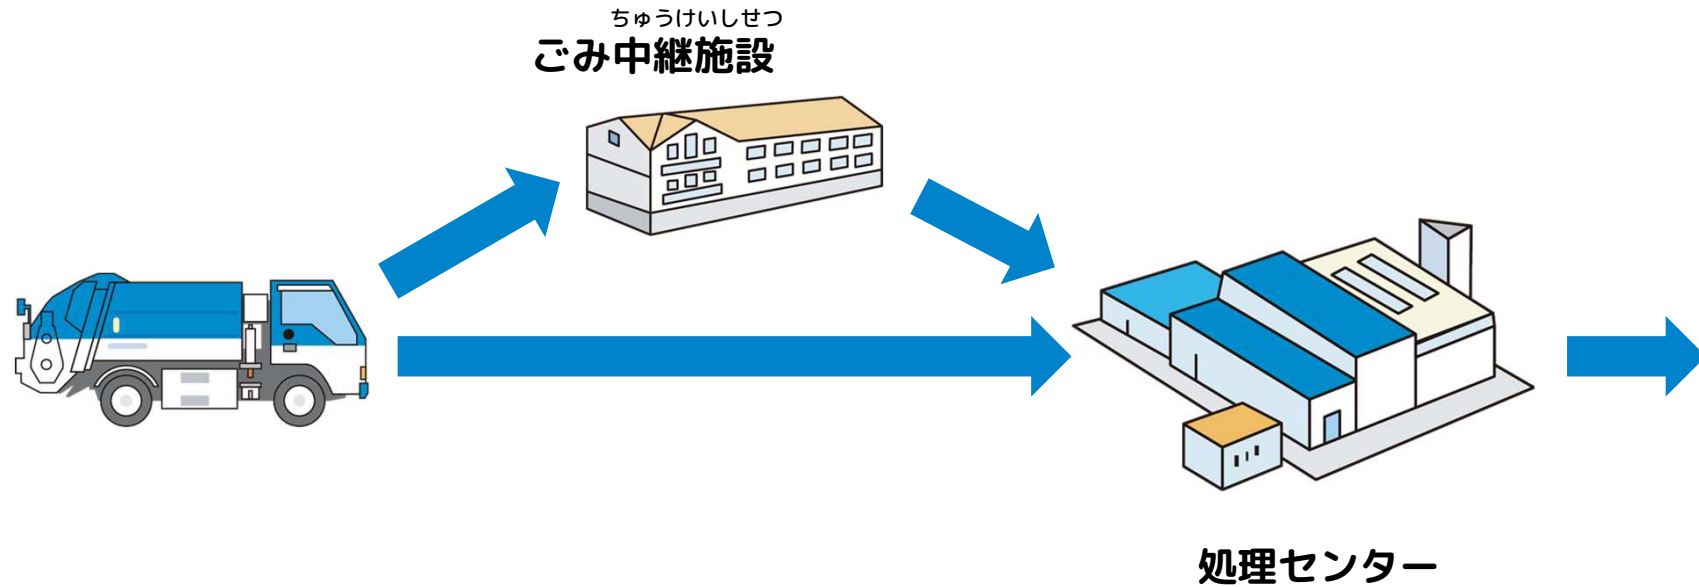 ちゅうけいしせつ
ごみ中継施設
処理センター